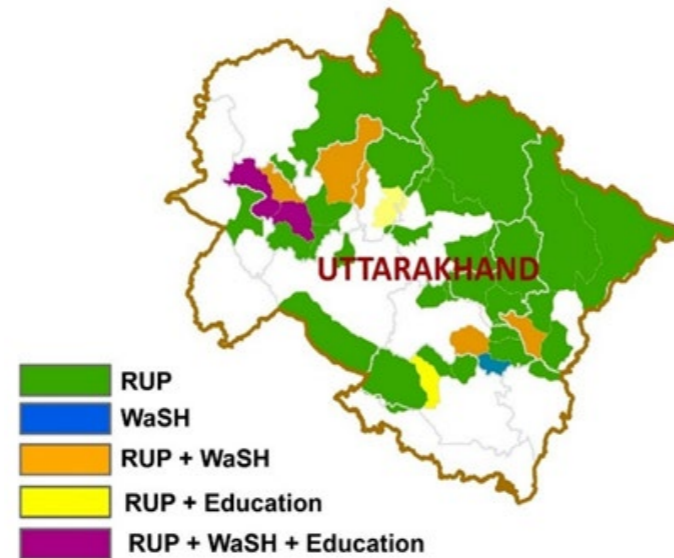 UTTARAKHAND
RUP
WaSH
RUP + WaSH
RUP + Education
RUP + WaSH + Education